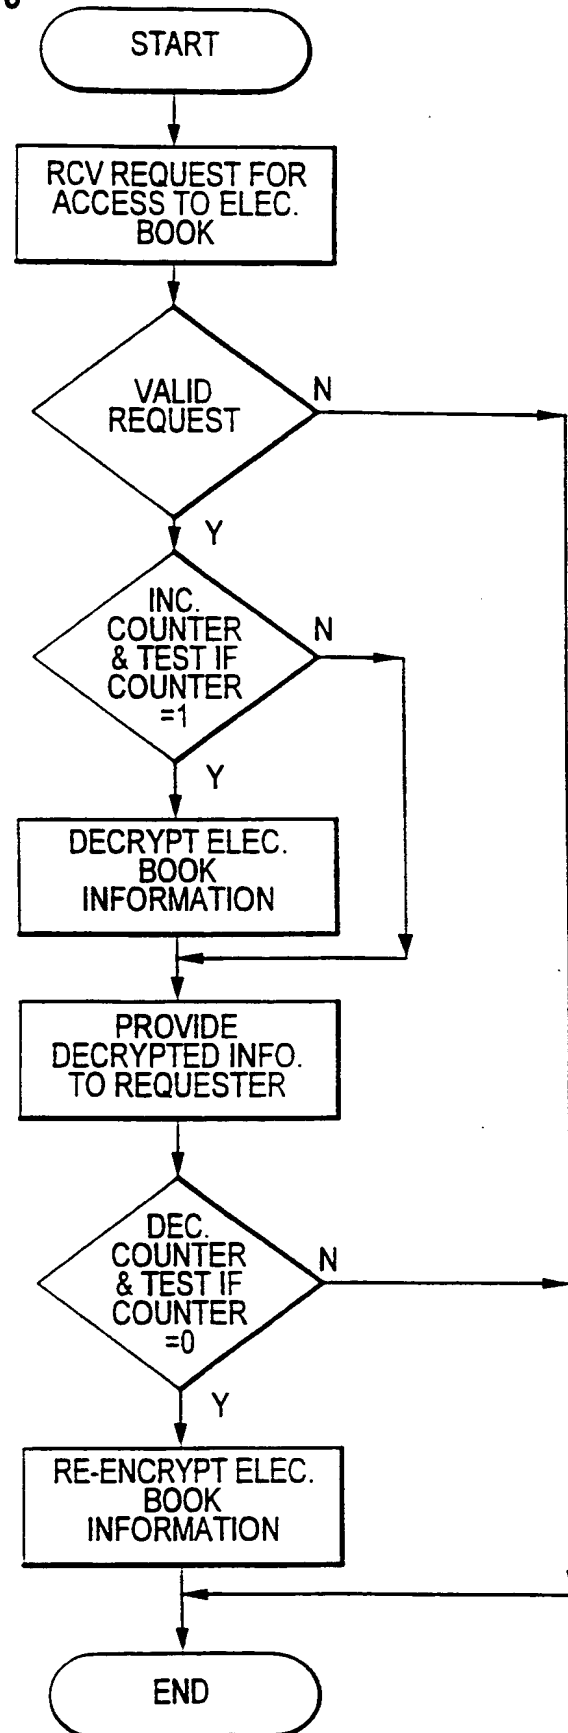 START
RCV REQUEST FOR
ACCESS TO ELEC.
BOOK
VALID
REQUEST
N
Y
INC.
COUNTER
& TEST IF
COUNTER
=1
N
Y
DECRYPT ELEC.
BOOK
INFORMATION
PROVIDE
DECRYPTED INFO.
TO REQUESTER
DEC.
COUNTER
& TEST IF
COUNTER
=0
N
Y
RE-ENCRYPT ELEC.
BOOK
INFORMATION
END